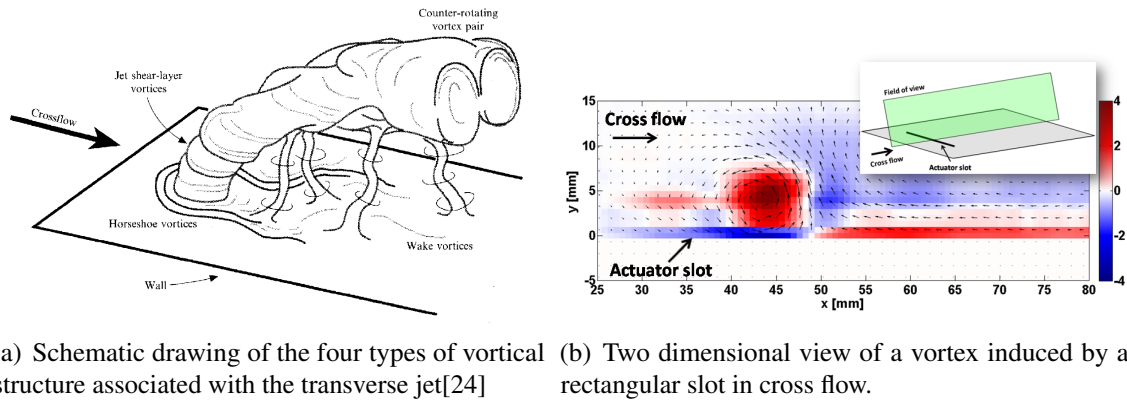 Counter-rotating
vortex pair
Jet shear-layer
vortices
Crossflow
Horseshoe vortices
Wake vortices
Wall
Field of view
Cross flow
Actuator slot
Cross flow
Actuator slot
15
10
5
0
-5
y [mm]
25 30 35 40 45 50 55 60 65 70 75 80
x [mm]
4
2
0
-2
-4
a) Schematic drawing of the four types of vortical
structure associated with the transverse jet[24]
(b) Two dimensional view of a vortex induced by a
rectangular slot in cross flow.